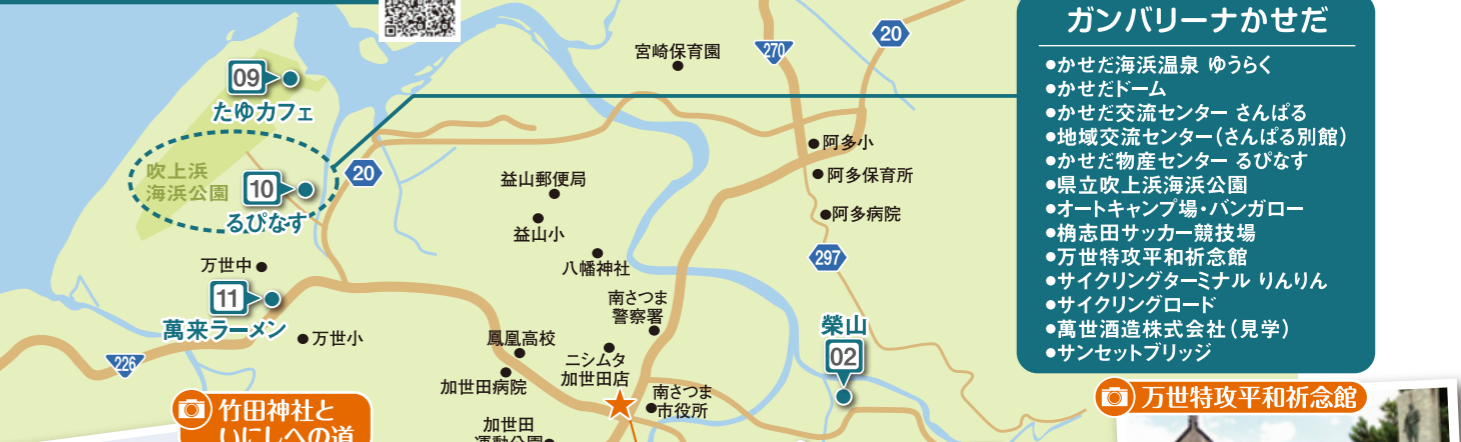 ガンバリーナかせだ
●かせだ海浜温泉 ゆうらく
●かせだドーム
●かせだ交流センター さんぱる
●地域交流センター(さんぱる別館)
●かせだ物産センター るぴなす
●県立吹上浜海浜公園
●オートキャンプ場・バンガロー
●桷志田サッカー競技場
●万世特攻平和祈念館
●サイクリングターミナル りんりん
●サイクリングロード
●萬世酒造株式会社(見学)
●サンセットブリッジ
宮崎保育園
270
20
09
たゆカフェ
吹上浜
海浜公園
10
るぴなす
20
益山郵便局
益山小
八幡神社
阿多小
阿多保育所
阿多病院
297
万世中
11
萬来ラーメン
万世小
226
南さつま
警察署
鳳凰高校
ニシムタ
加世田店
加世田病院
南さつま
市役所
加世田
運動公園
榮山
02
竹田神社と
いにしへの道
万世特攻平和祈念館